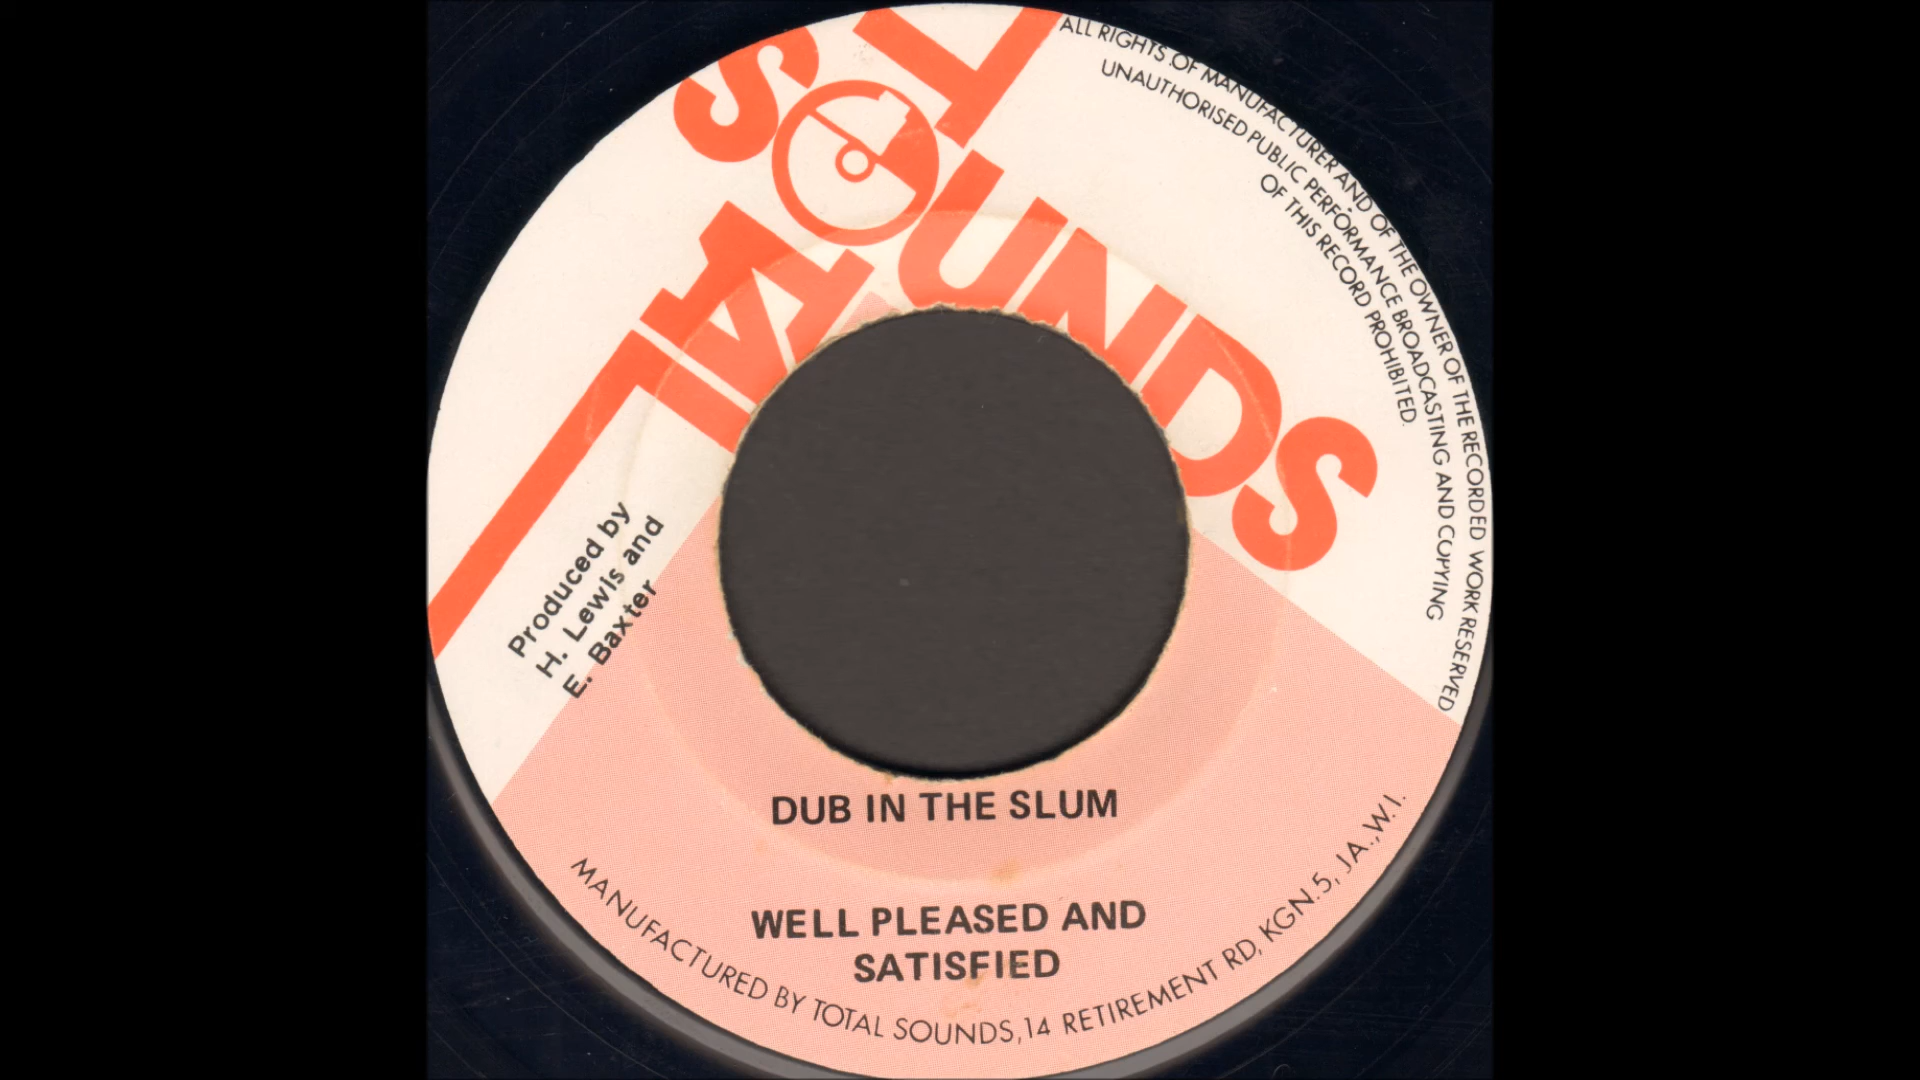 TOTAL
SOUNDS
ALL RIGHTS OF MANUFACTURER AND OF THE OWNER OF THE RECORDED WORK RESERVED
UNAUTHORISED PUBLIC PERFORMANCE BROADCASTING AND COPYING
OF THIS RECORD PROHIBITED.
Produced by
H. Lewis and
E. Baxter
DUB IN THE SLUM
WELL PLEASED AND
SATISFIED
MANUFACTURED BY TOTAL SOUNDS, 14 RETIREMENT RD, KGN. 5, JA., W.I.